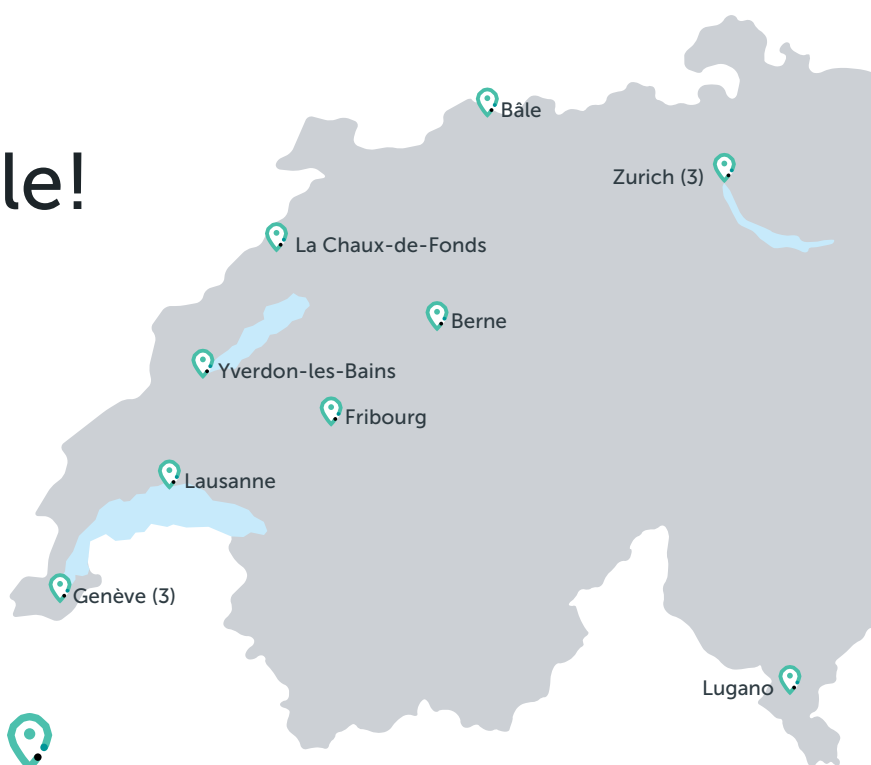 le!
Bâle
Zurich (3)
La Chaux-de-Fonds
Berne
Yverdon-les-Bains
Fribourg
Lausanne
Genève (3)
Lugano